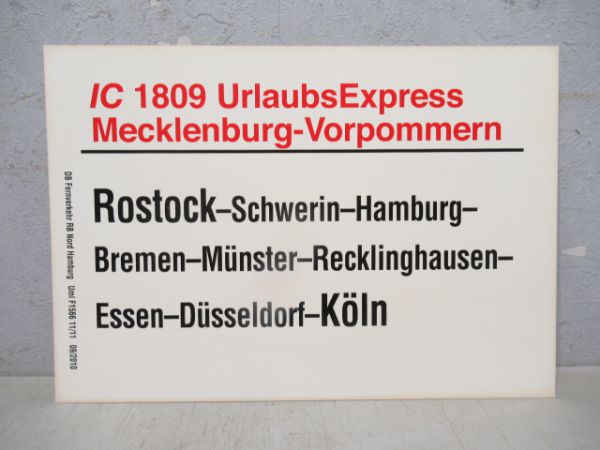 IC 1809 UrlaubsExpress
Mecklenburg-Vorpommern
Rostock–Schwerin–Hamburg–
Bremen–Münster–Recklinghausen–
Essen–Düsseldorf–Köln
DB Fernverkehr RB Nord Hamburg Uml F1566 11/11 09/2010